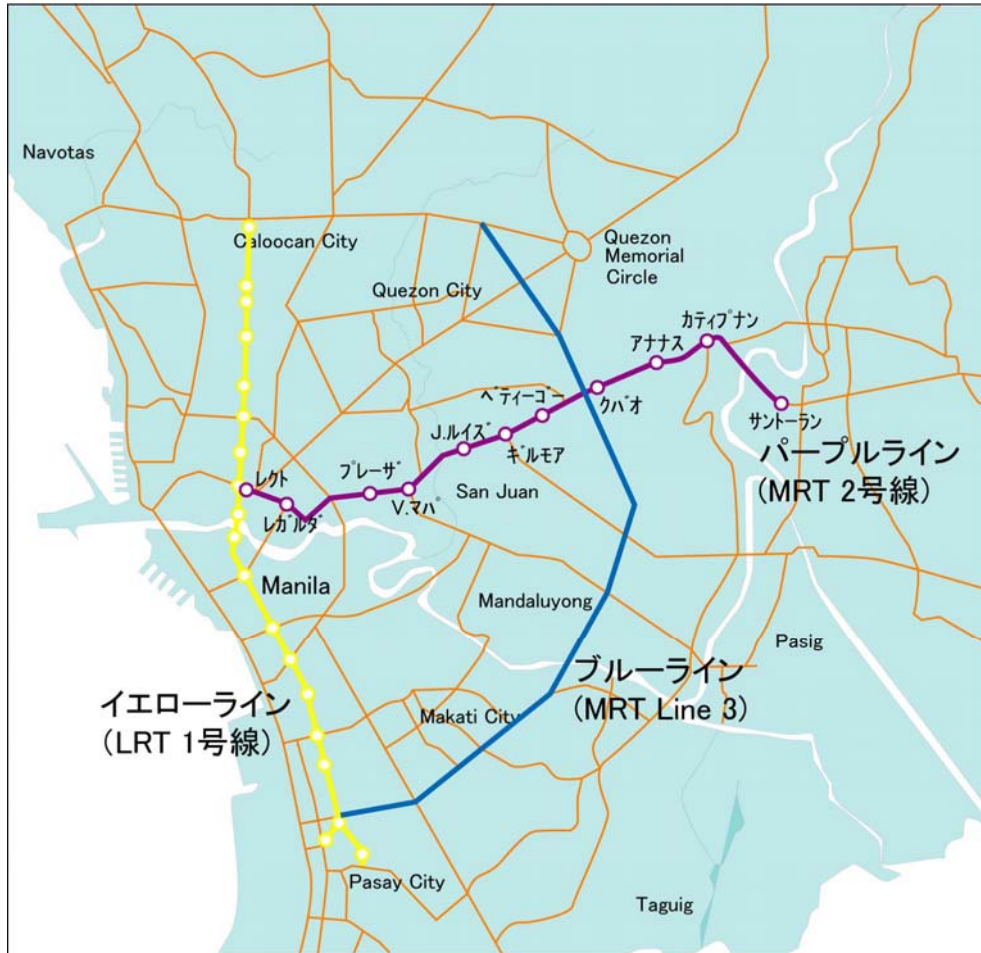 Navotas
Caloocan City
Quezon
Memorial
Circle
Quezon City
カティプナン
アナナス
ベティーゴー
クバオ
サントーラン
J.ルイズ
ギルモア
パープルライン
(MRT 2号線)
レクト
プレーザ
V.マパ
San Juan
レガルダ
Manila
Mandaluyong
Pasig
ブルーライン
(MRT Line 3)
イエローライン
(LRT 1号線)
Makati City
Pasay City
Taguig